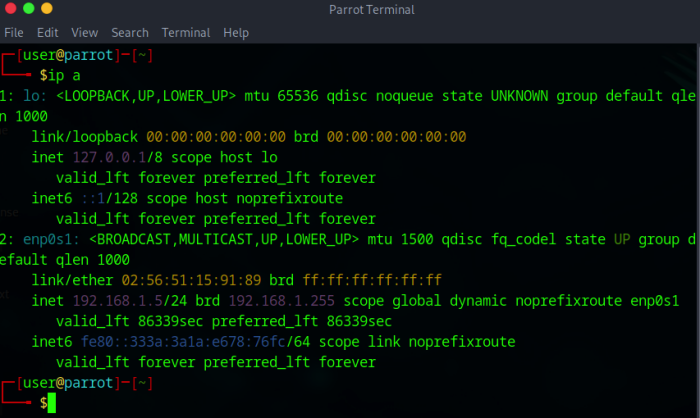 Parrot Terminal
File Edit View Search Terminal Help
┌─[user@parrot]─[~]
└──╼ $ip a
1: lo: <LOOPBACK,UP,LOWER_UP> mtu 65536 qdisc noqueue state UNKNOWN group default qle
n 1000
    link/loopback 00:00:00:00:00:00 brd 00:00:00:00:00:00
    inet 127.0.0.1/8 scope host lo
       valid_lft forever preferred_lft forever
    inet6 ::1/128 scope host noprefixroute
       valid_lft forever preferred_lft forever
2: enp0s1: <BROADCAST,MULTICAST,UP,LOWER_UP> mtu 1500 qdisc fq_codel state UP group d
efault qlen 1000
    link/ether 02:56:51:15:91:89 brd ff:ff:ff:ff:ff:ff
    inet 192.168.1.5/24 brd 192.168.1.255 scope global dynamic noprefixroute enp0s1
       valid_lft 86339sec preferred_lft 86339sec
    inet6 fe80::333a:3a1a:e678:76fc/64 scope link noprefixroute
       valid_lft forever preferred_lft forever
┌─[user@parrot]─[~]
└──╼ $